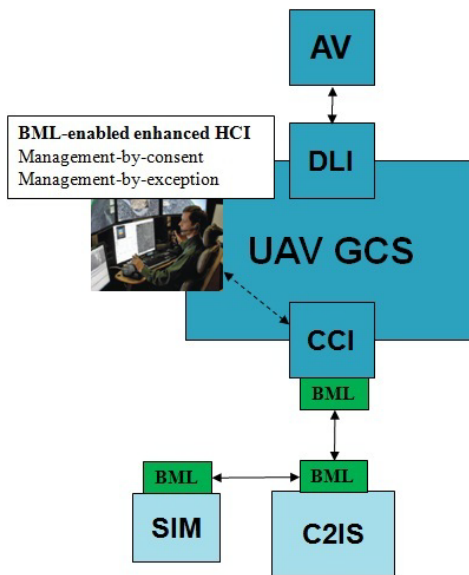 AV
BML-enabled enhanced HCI
Management-by-consent
Management-by-exception
DLI
UAV GCS
CCI
BML
BML
BML
SIM
C2IS